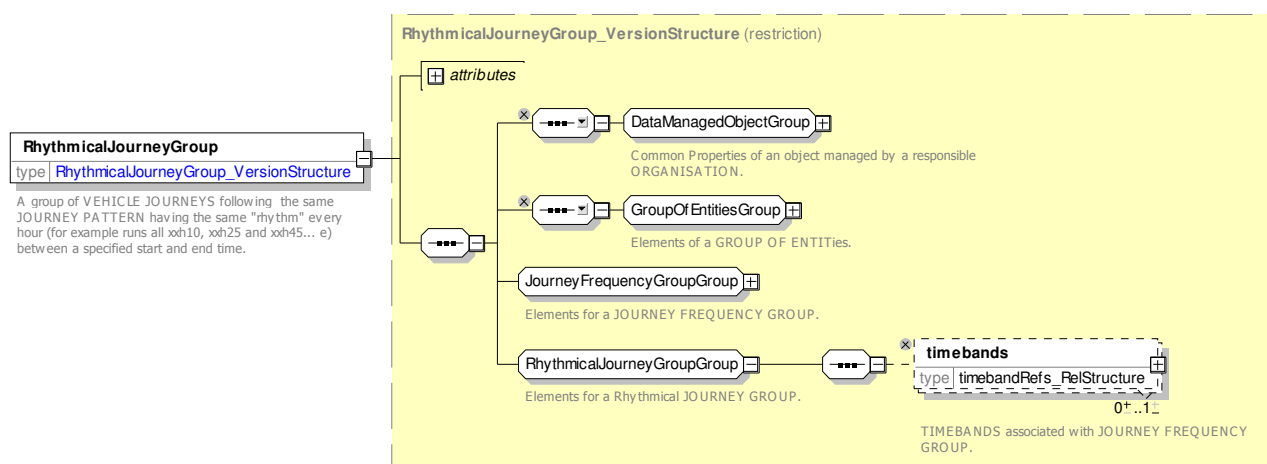 RhythmicalJourneyGroup_VersionStructure (restriction)
attributes
DataManagedObjectGroup
Common Properties of an object managed by a responsible
ORGANISATION.
RhythmicalJourneyGroup
type RhythmicalJourneyGroup_VersionStructure
A group of VEHICLE JOURNEYS following the same
JOURNEY PATTERN having the same "rhythm" every
hour (for example runs all xxh10, xxh25 and xxh45... e)
between a specified start and end time.
GroupOfEntitiesGroup
Elements of a GROUP OF ENTITies.
JourneyFrequencyGroupGroup
Elements for a JOURNEY FREQUENCY GROUP.
RhythmicalJourneyGroupGroup
Elements for a Rhythmical JOURNEY GROUP.
timebands
type timebandRefs_RelStructure
0..1
TIMEBANDS associated with JOURNEY FREQUENCY
GROUP.